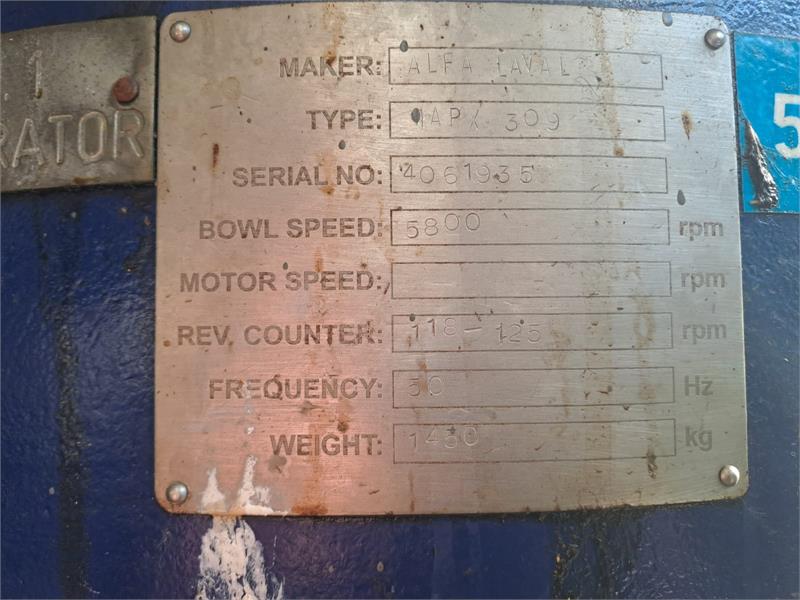 1
RATOR
MAKER: ALFA LAVAL
TYPE: MAPX 309
SERIAL NO: 4061935
BOWL SPEED: 5800 rpm
MOTOR SPEED: rpm
REV. COUNTER: 118-125 rpm
FREQUENCY: 50 Hz
WEIGHT: 1450 kg
5